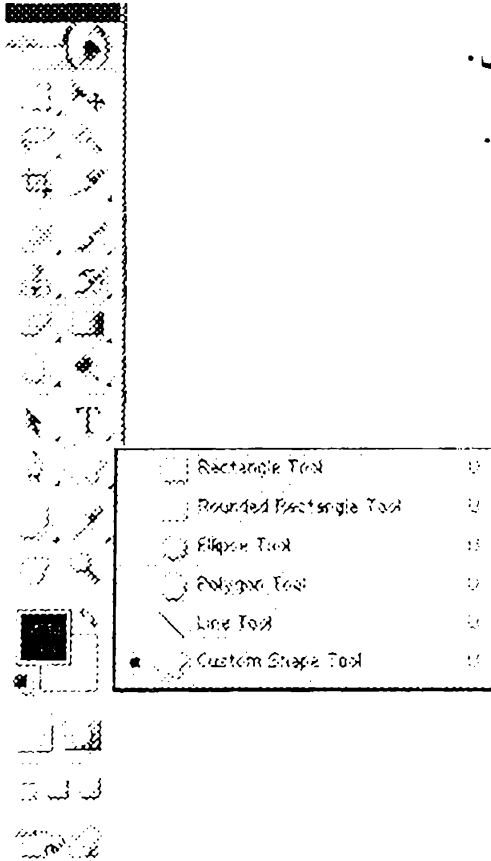 T
Rectangle Tool U
Rounded Rectangle Tool U
Ellipse Tool U
Polygon Tool U
Line Tool U
Custom Shape Tool U